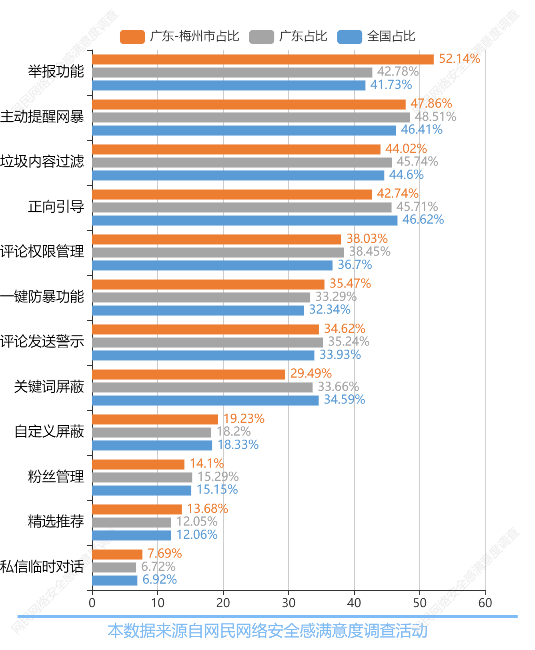 广东-梅州市占比 广东占比 全国占比
举报功能 52.14% 42.78% 41.73%
主动提醒网暴 47.86% 48.51% 46.41%
垃圾内容过滤 44.02% 45.74% 44.6%
正向引导 42.74% 45.71% 46.62%
评论权限管理 38.03% 38.45% 36.7%
一键防暴功能 35.47% 33.29% 32.34%
评论发送警示 34.62% 35.24% 33.93%
关键词屏蔽 29.49% 33.66% 34.59%
自定义屏蔽 19.23% 18.2% 18.33%
粉丝管理 14.1% 15.29% 15.15%
精选推荐 13.68% 12.05% 12.06%
私信临时对话 7.69% 6.72% 6.92%
0 10 20 30 40 50 60
本数据来源自网民网络安全感满意度调查活动